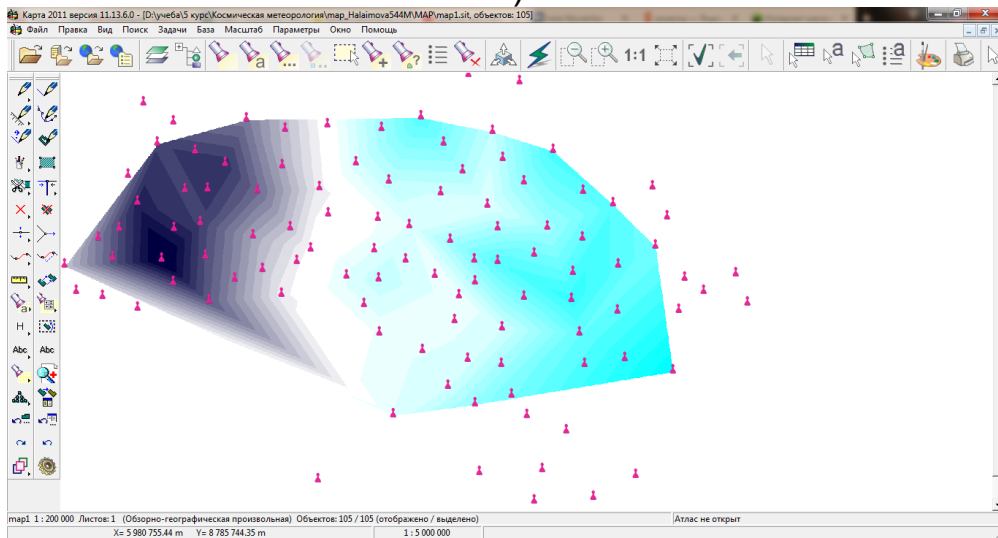 Карта 2011 версия 11.13.6.0 - [D:\учеба\5 курс\Космическая метеорология\map_Halaimova544M\MAP\map1.sit, объектов: 105]
Файл Правка Вид Поиск Задачи База Масштаб Параметры Окно Помощь
1:1
Н
Abc Abc
map1 1 : 200 000 Листов: 1 (Обзорно-географическая произвольная) Объектов: 105 / 105 (отображено / выделено) Атлас не открыт
X= 5 980 755.44 m Y= 8 785 744.35 m 1 : 5 000 000